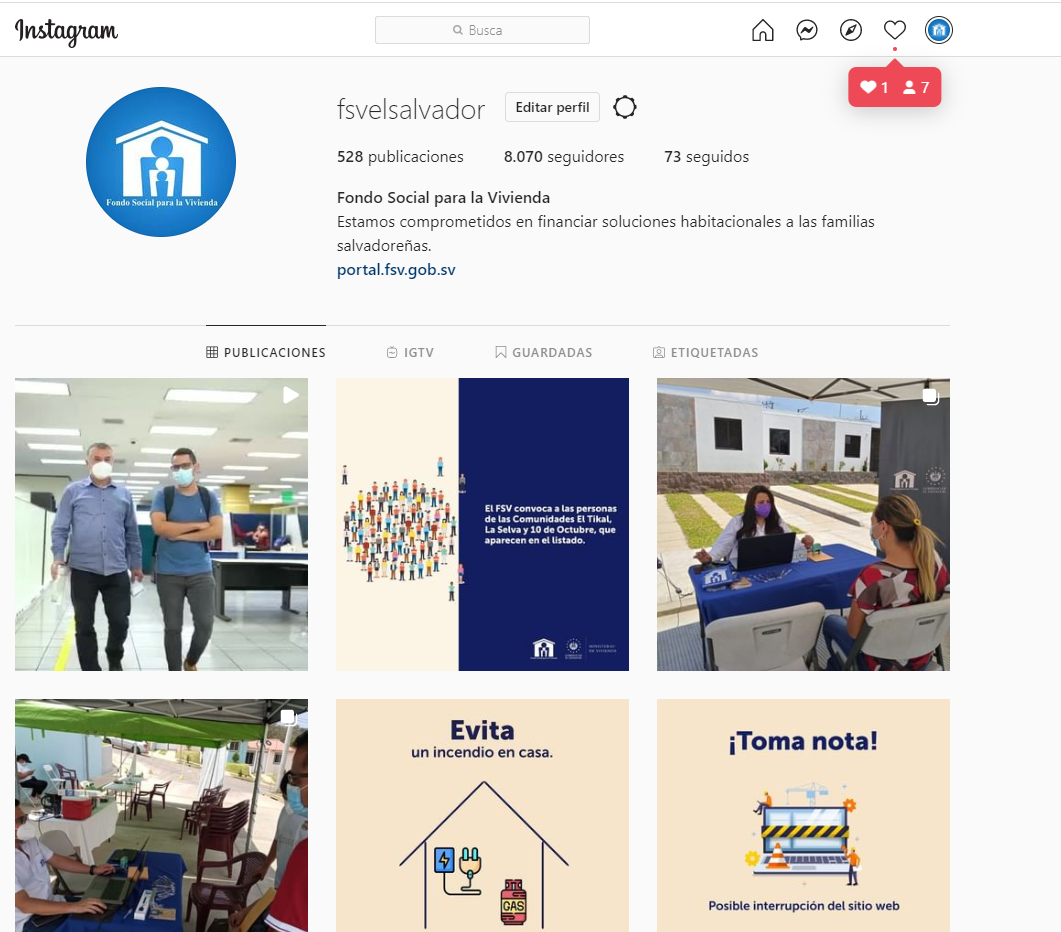 Instagram
Busca
1 7
fsvelsalvador Editar perfil
528 publicaciones 8.070 seguidores 73 seguidos
Fondo Social para la Vivienda
Fondo Social para la Vivienda
Estamos comprometidos en financiar soluciones habitacionales a las familias
salvadoreñas.
portal.fsv.gob.sv
PUBLICACIONES IGTV GUARDADAS ETIQUETADAS
El FSV convoca a las personas
de las Comunidades El Tikal,
La Selva y 10 de Octubre, que
aparecen en el listado.
MINISTERIO
DE VIVIENDA
Evita
un incendio en casa.
GAS
¡Toma nota!
Posible interrupción del sitio web